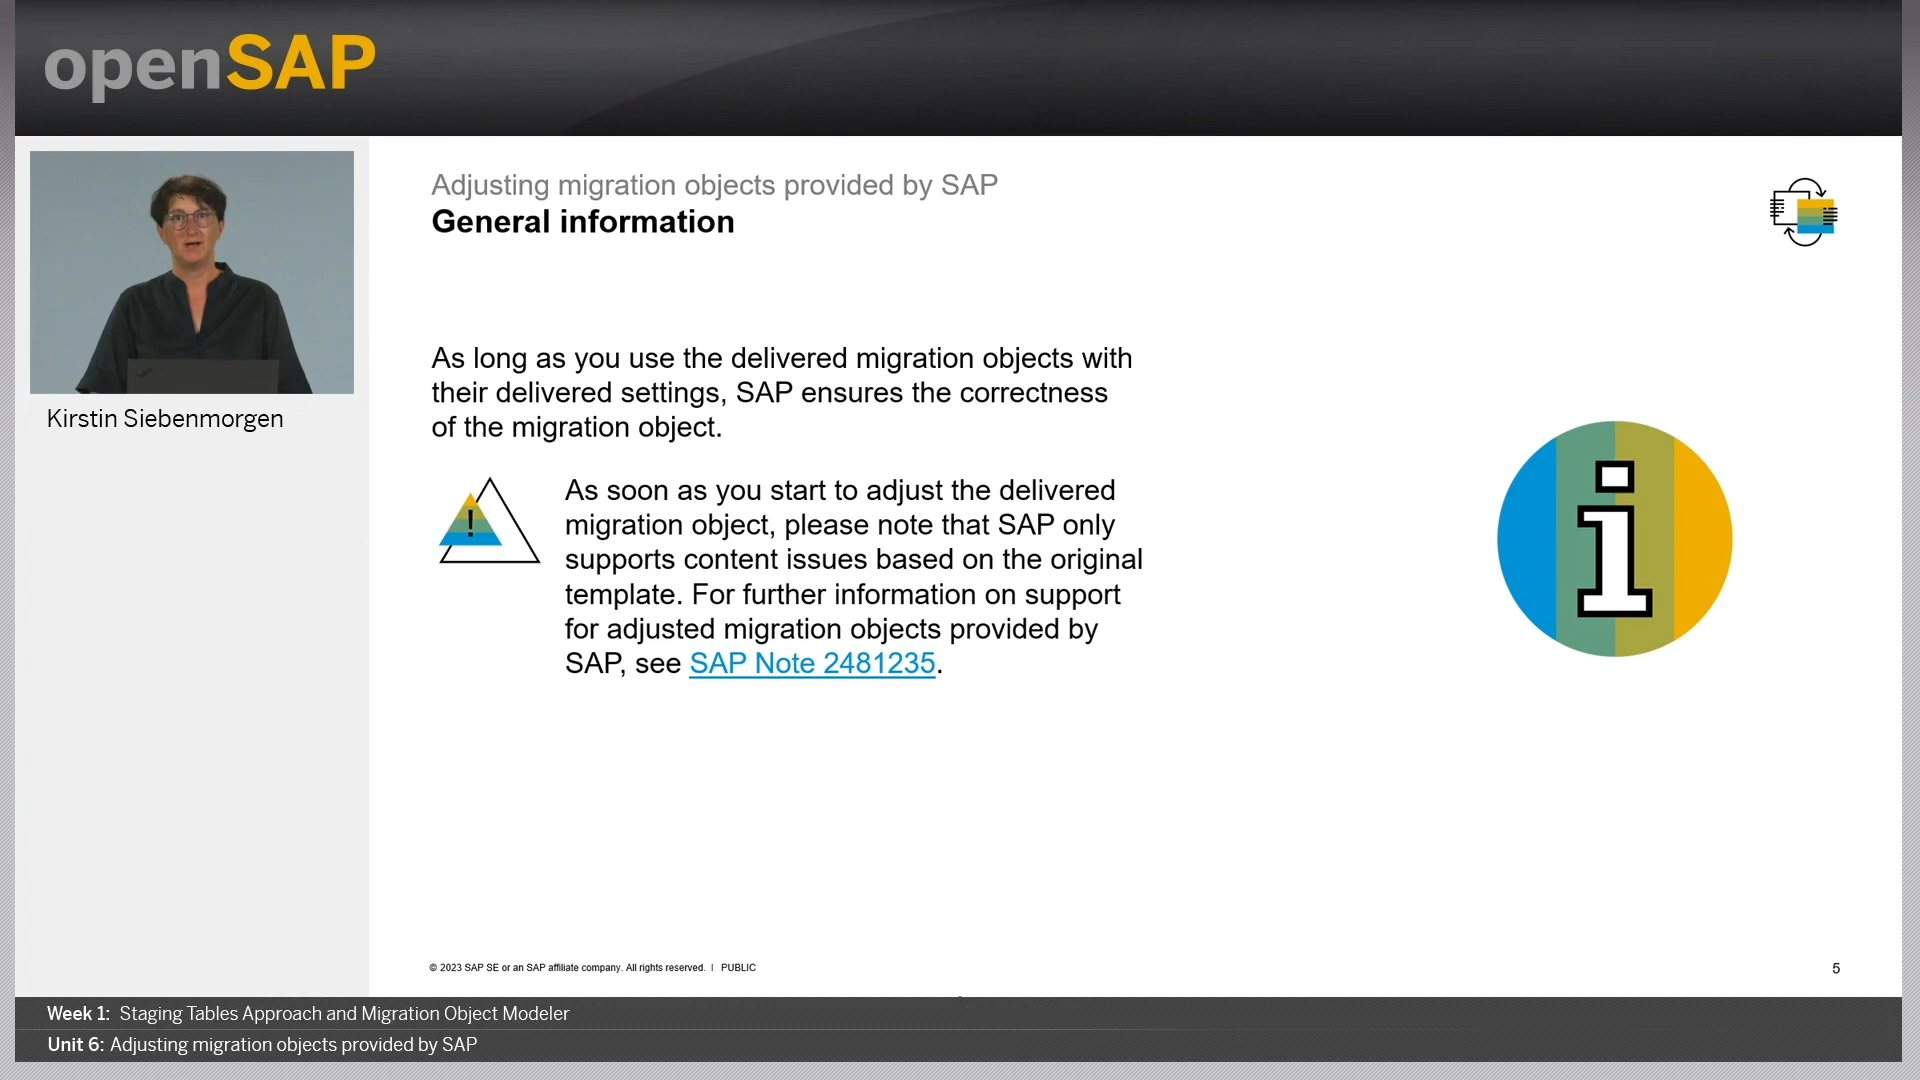 openSAP
Kirstin Siebenmorgen
Adjusting migration objects provided by SAP
General information
As long as you use the delivered migration objects with
their delivered settings, SAP ensures the correctness
of the migration object.
!
As soon as you start to adjust the delivered
migration object, please note that SAP only
supports content issues based on the original
template. For further information on support
for adjusted migration objects provided by
SAP, see SAP Note 2481235.
i
© 2023 SAP SE or an SAP affiliate company. All rights reserved. | PUBLIC
5
Week 1: Staging Tables Approach and Migration Object Modeler
Unit 6: Adjusting migration objects provided by SAP